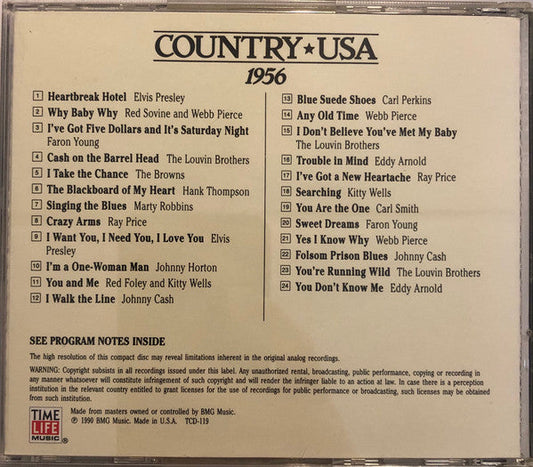 COUNTRY★USA
1956
1 Heartbreak Hotel Elvis Presley
2 Why Baby Why Red Sovine and Webb Pierce
3 I've Got Five Dollars and It's Saturday Night
Faron Young
4 Cash on the Barrel Head The Louvin Brothers
5 I Take the Chance The Browns
6 The Blackboard of My Heart Hank Thompson
7 Singing the Blues Marty Robbins
8 Crazy Arms Ray Price
9 I Want You, I Need You, I Love You Elvis
Presley
10 I'm a One-Woman Man Johnny Horton
11 You and Me Red Foley and Kitty Wells
12 I Walk the Line Johnny Cash
13 Blue Suede Shoes Carl Perkins
14 Any Old Time Webb Pierce
15 I Don't Believe You've Met My Baby
The Louvin Brothers
16 Trouble in Mind Eddy Arnold
17 I've Got a New Heartache Ray Price
18 Searching Kitty Wells
19 You Are the One Carl Smith
20 Sweet Dreams Faron Young
21 Yes I Know Why Webb Pierce
22 Folsom Prison Blues Johnny Cash
23 You're Running Wild The Louvin Brothers
24 You Don't Know Me Eddy Arnold
SEE PROGRAM NOTES INSIDE
The high resolution of this compact disc may reveal limitations inherent in the original analog recordings.
WARNING: Copyright subsists in all recordings issued under this label. Any unauthorized rental, broadcasting, public performance, copying or recording in
any manner whatsoever will constitute infringement of such copyright and will render the infringer liable to an action at law. In case there is a perception
institution in the relevant country entitled to grant licenses for the use of recordings for public performance or broadcasting, such licenses may be obtained
from such institution.
TIME
LIFE
MUSIC ®
Made from masters owned or controlled by BMG Music.
℗ 1990 BMG Music. Made in U.S.A. TCD-119